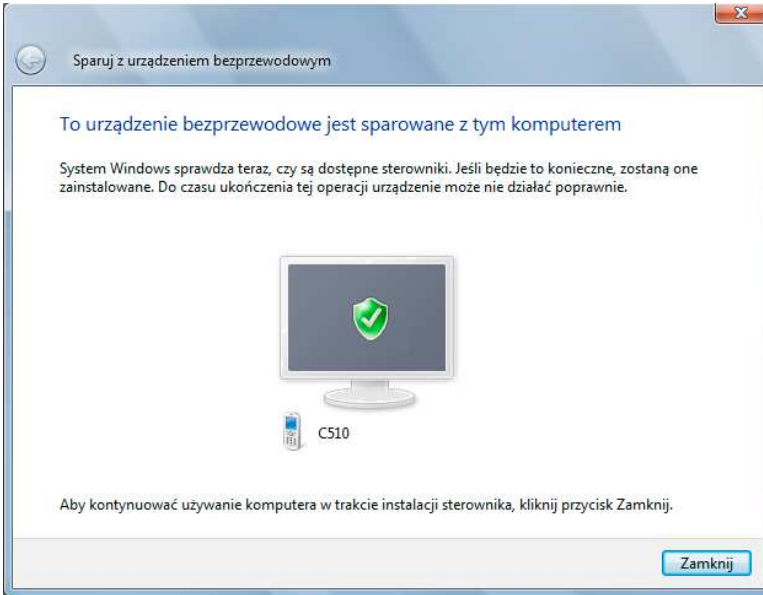 Sparuj z urządzeniem bezprzewodowym
To urządzenie bezprzewodowe jest sparowane z tym komputerem
System Windows sprawdza teraz, czy są dostępne sterowniki. Jeśli będzie to konieczne, zostaną one
zainstalowane. Do czasu ukończenia tej operacji urządzenie może nie działać poprawnie.
C510
Aby kontynuować używanie komputera w trakcie instalacji sterownika, kliknij przycisk Zamknij.
Zamknij